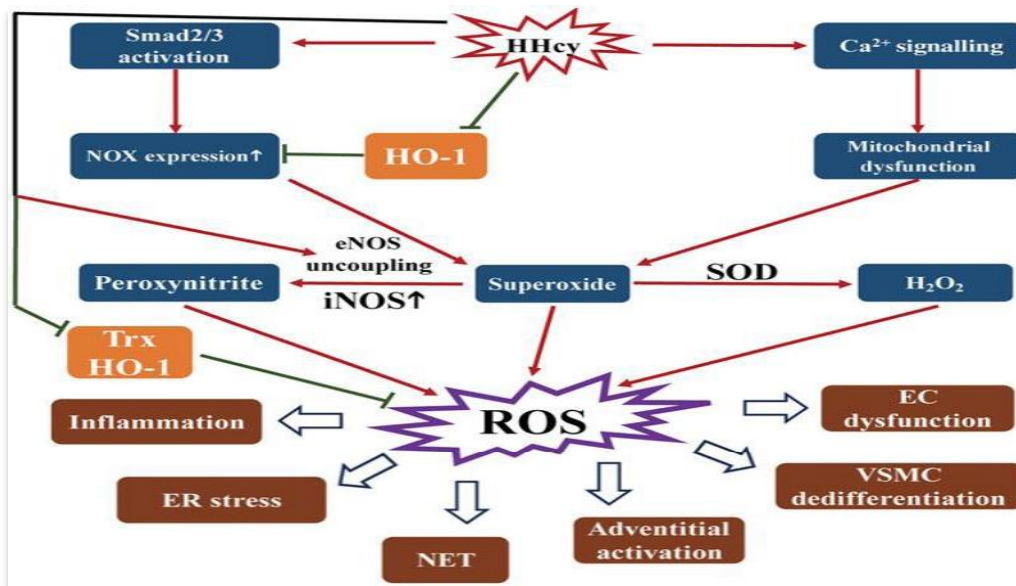 Smad2/3
activation
HHcy
Ca²⁺ signalling
NOX expression↑
HO-1
Mitochondrial
dysfunction
eNOS
uncoupling
Peroxynitrite
iNOS↑
Superoxide
SOD
H₂O₂
Trx
HO-1
ROS
Inflammation
EC
dysfunction
ER stress
VSMC
dedifferentiation
NET
Adventitial
activation